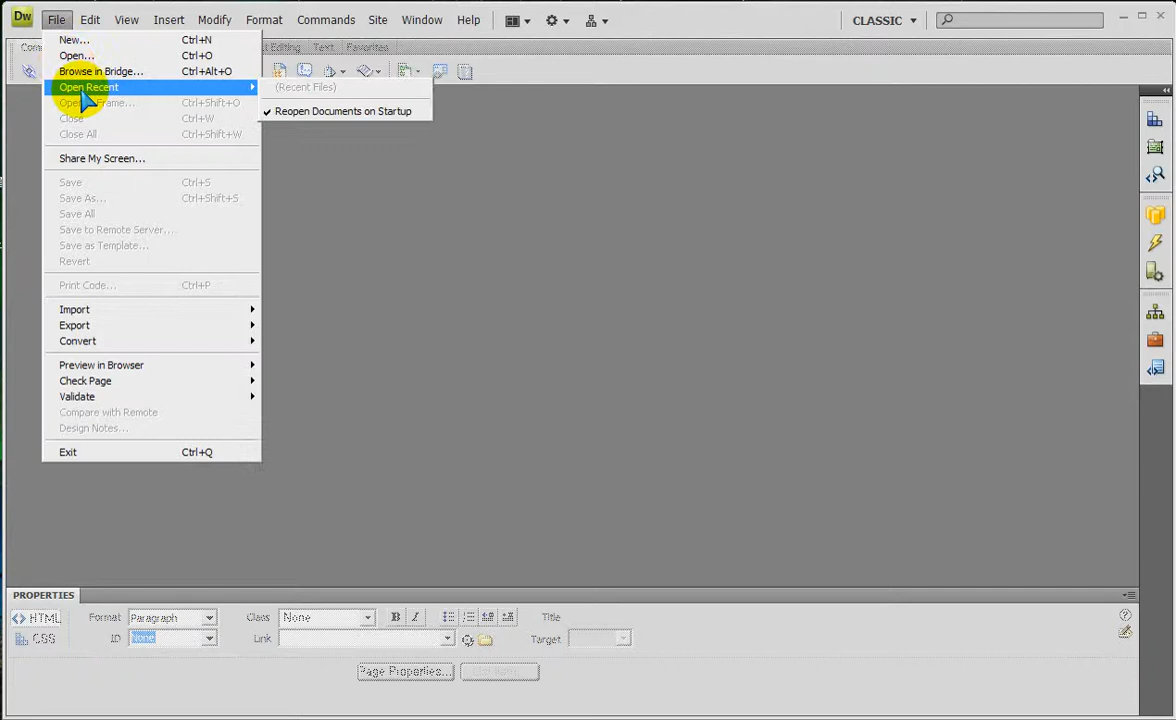 Dw File Edit View Insert Modify Format Commands Site Window Help CLASSIC
Editing Text Favorites
New... Ctrl+N
Open... Ctrl+O
Browse in Bridge... Ctrl+Alt+O
Open Recent (Recent Files)
Frame... Ctrl+Shift+O
Reopen Documents on Startup
Close Ctrl+W
Close All Ctrl+Shift+W
Share My Screen...
Save Ctrl+S
Save As... Ctrl+Shift+S
Save All
Save to Remote Server...
Save as Template...
Revert
Print Code... Ctrl+P
Import
Export
Convert
Preview in Browser
Check Page
Validate
Compare with Remote
Design Notes...
Exit Ctrl+Q
PROPERTIES
<> HTML Format Paragraph Class None B I Title
CSS ID None Link Target
Page Properties...